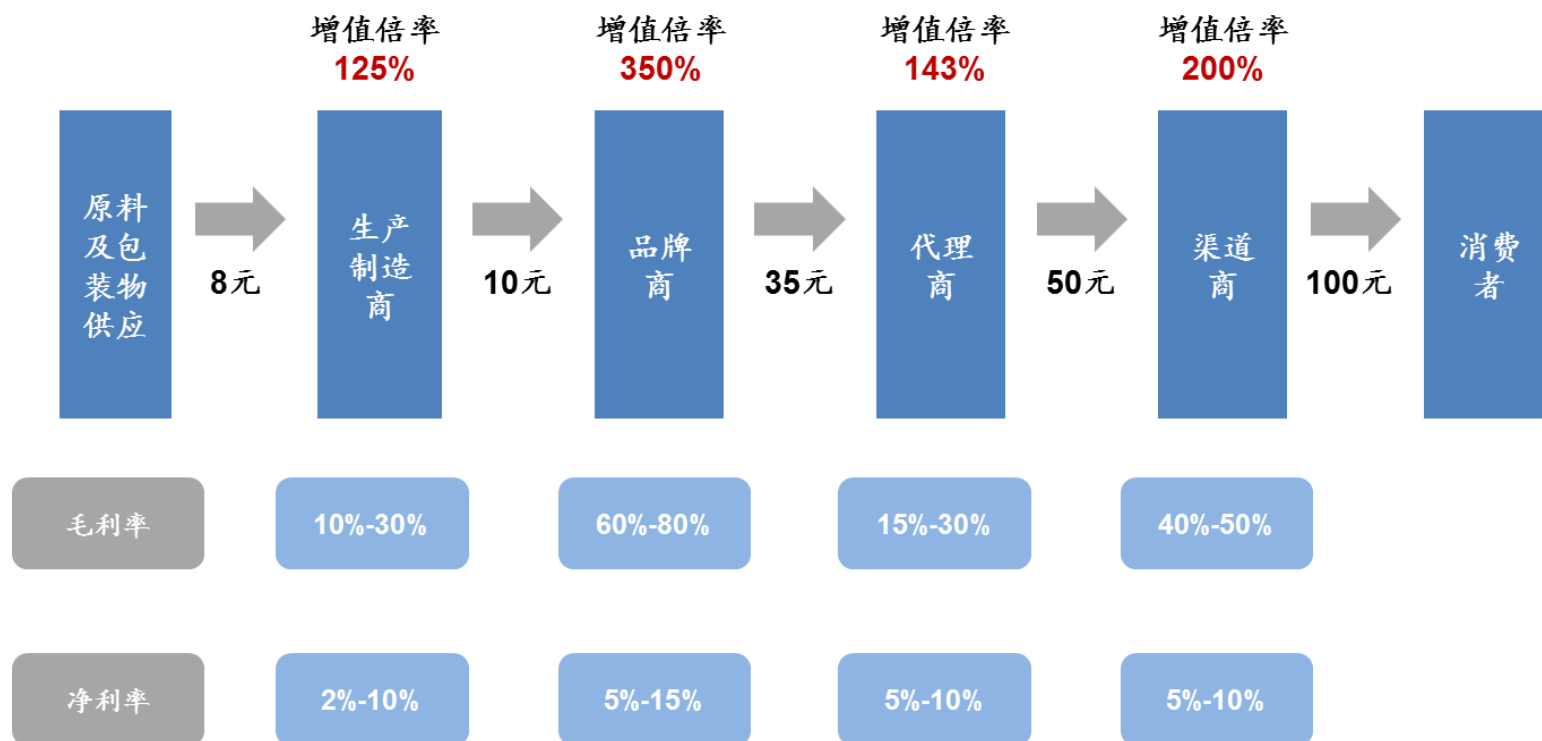 增值倍率 增值倍率 增值倍率 增值倍率
125% 350% 143% 200%
原料
及包
装物
供应
8元
生产
制造
商
10元
品牌
商
35元
代理
商
50元
渠道
商
100元
消费
者
毛利率 10%-30% 60%-80% 15%-30% 40%-50%
净利率 2%-10% 5%-15% 5%-10% 5%-10%